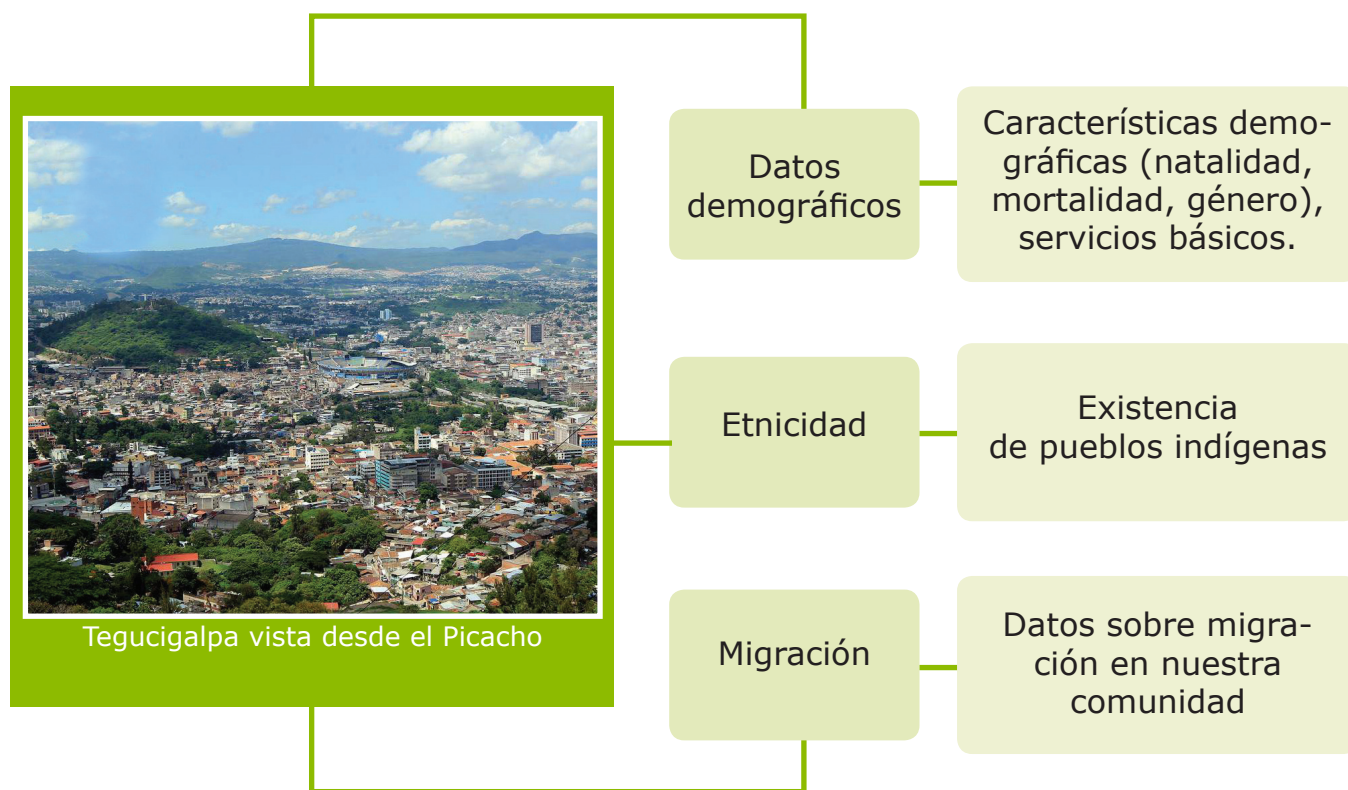 Tegucigalpa vista desde el Picacho
Datos
demográficos
Características demo-
gráficas (natalidad,
mortalidad, género),
servicios básicos.
Etnicidad
Existencia
de pueblos indígenas
Migración
Datos sobre migra-
ción en nuestra
comunidad